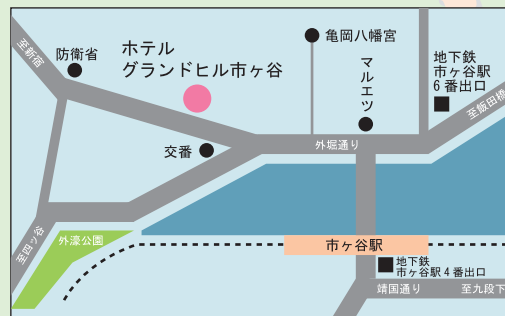 至新宿
防衛省
ホテル
グランドヒル市ヶ谷
亀岡八幡宮
マルエツ
地下鉄
市ヶ谷駅
6番出口
至飯田橋
交番
外堀通り
至四ッ谷
外濠公園
市ヶ谷駅
地下鉄
市ヶ谷駅4番出口
靖国通り
至九段下